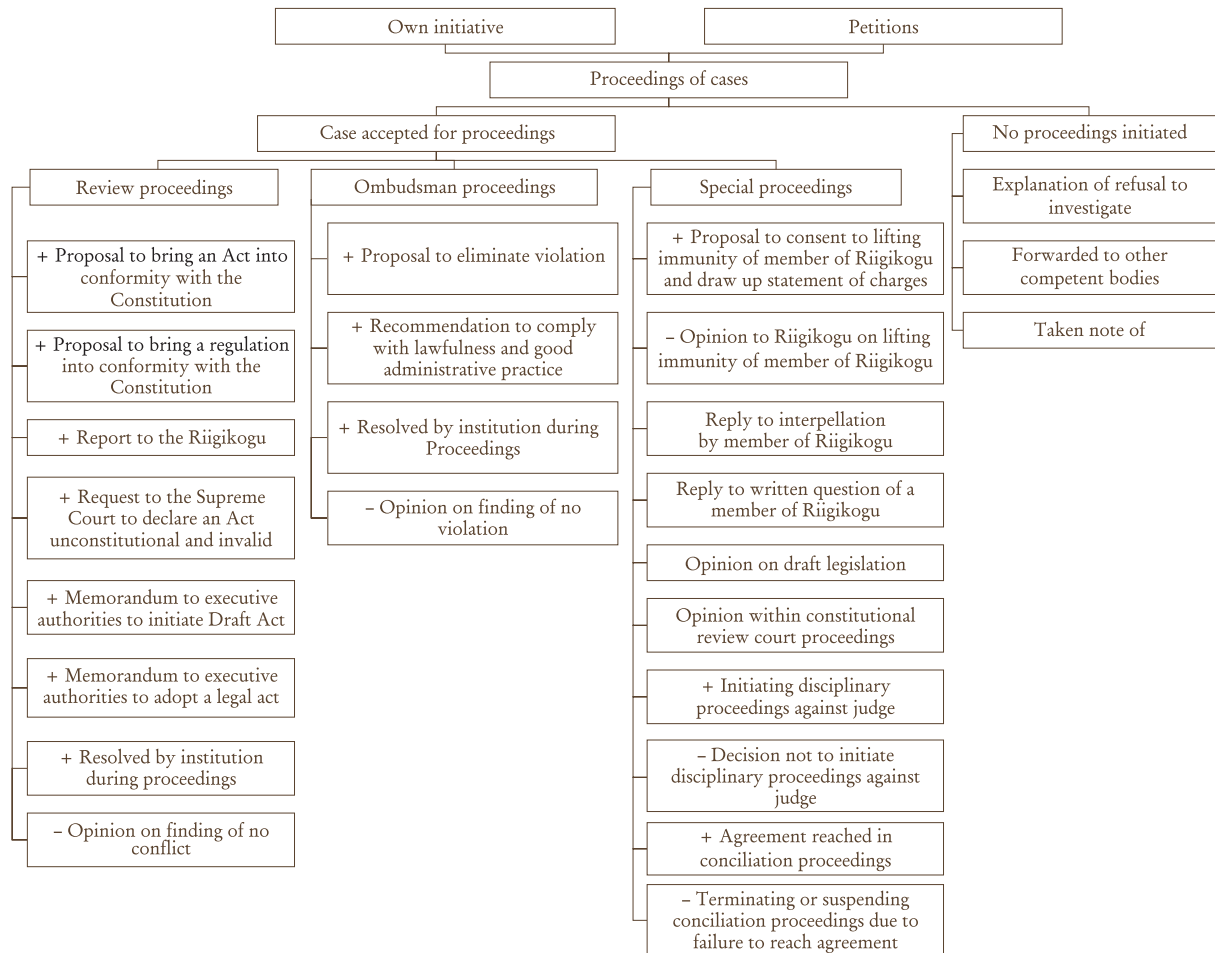 Own initiative
Petitions
Proceedings of cases
Case accepted for proceedings
No proceedings initiated
Review proceedings
+ Proposal to bring an Act into
conformity with the
Constitution
+ Proposal to bring a regulation
into conformity with the
Constitution
+ Report to the Riigikogu
+ Request to the Supreme
Court to declare an Act
unconstitutional and invalid
+ Memorandum to executive
authorities to initiate Draft Act
+ Memorandum to executive
authorities to adopt a legal act
+ Resolved by institution
during proceedings
– Opinion on finding of no
conflict
Ombudsman proceedings
+ Proposal to eliminate violation
+ Recommendation to comply
with lawfulness and good
administrative practice
+ Resolved by institution during
Proceedings
– Opinion on finding of no
violation
Special proceedings
+ Proposal to consent to lifting
immunity of member of Riigikogu
and draw up statement of charges
– Opinion to Riigikogu on lifting
immunity of member of Riigikogu
Reply to interpellation
by member of Riigikogu
Reply to written question of a
member of Riigikogu
Opinion on draft legislation
Opinion within constitutional
review court proceedings
+ Initiating disciplinary
proceedings against judge
– Decision not to initiate
disciplinary proceedings against
judge
+ Agreement reached in
conciliation proceedings
– Terminating or suspending
conciliation proceedings due to
failure to reach agreement
Explanation of refusal to
investigate
Forwarded to other
competent bodies
Taken note of